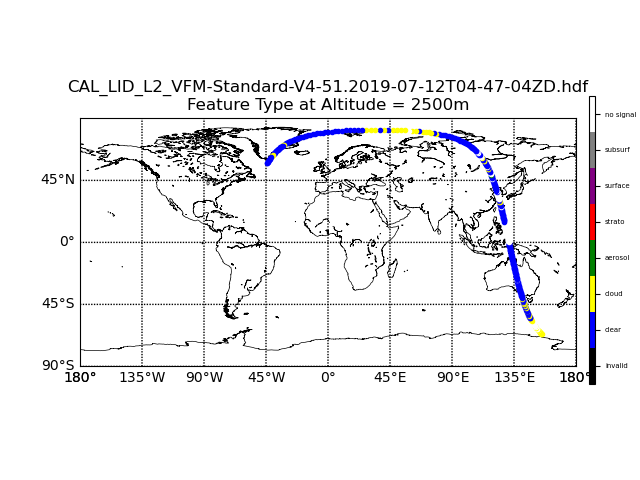 CAL_LID_L2_VFM-Standard-V4-51.2019-07-12T04-47-04ZD.hdf
Feature Type at Altitude = 2500m
no signal
subsurf
surface
strato
aerosol
cloud
clear
invalid
45°N
0°
45°S
90°S
180° 135°W 90°W 45°W 0° 45°E 90°E 135°E 180°